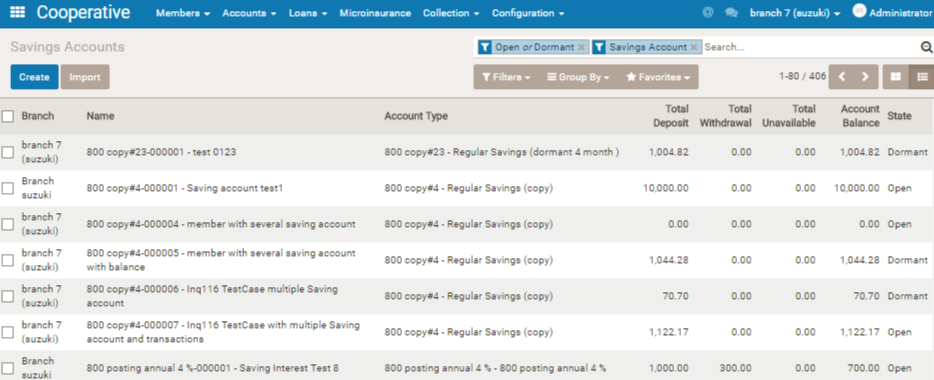 Cooperative Members Accounts Loans Microinsurance Collection Configuration branch 7 (suzuki) Administrator
Savings Accounts
Open or Dormant Savings Account Search...
Create Import Filters Group By Favorites 1-80 / 406
Branch Name Account Type Total Deposit Total Withdrawal Total Unavailable Account Balance State
branch 7 (suzuki) 800 copy#23-000001 - test 0123 800 copy#23 - Regular Savings (dormant 4 month ) 1,004.82 0.00 0.00 1,004.82 Dormant
Branch suzuki 800 copy#4-000001 - Saving account test1 800 copy#4 - Regular Savings (copy) 10,000.00 0.00 0.00 10,000.00 Open
branch 7 (suzuki) 800 copy#4-000004 - member with several saving account 800 copy#4 - Regular Savings (copy) 0.00 0.00 0.00 0.00 Open
branch 7 (suzuki) 800 copy#4-000005 - member with several saving account with balance 800 copy#4 - Regular Savings (copy) 1,044.28 0.00 0.00 1,044.28 Dormant
branch 7 (suzuki) 800 copy#4-000006 - Inq116 TestCase multiple Saving account 800 copy#4 - Regular Savings (copy) 70.70 0.00 0.00 70.70 Dormant
branch 7 (suzuki) 800 copy#4-000007 - Inq116 TestCase with multiple Saving account and transactions 800 copy#4 - Regular Savings (copy) 1,122.17 0.00 0.00 1,122.17 Open
Branch suzuki 800 posting annual 4 %-000001 - Saving Interest Test 8 800 posting annual 4 % - 800 posting annual 4 % 1,000.00 300.00 0.00 700.00 Open